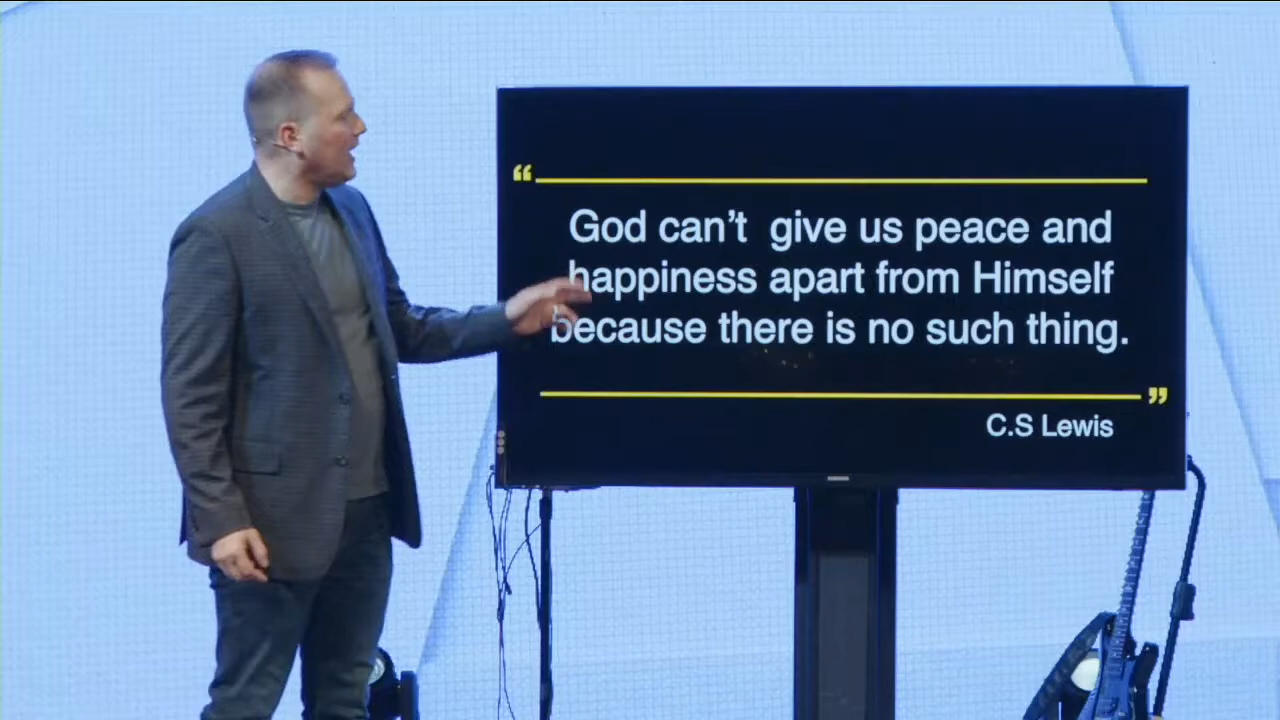 “
God can’t give us peace and
happiness apart from Himself
because there is no such thing.
”
C.S Lewis